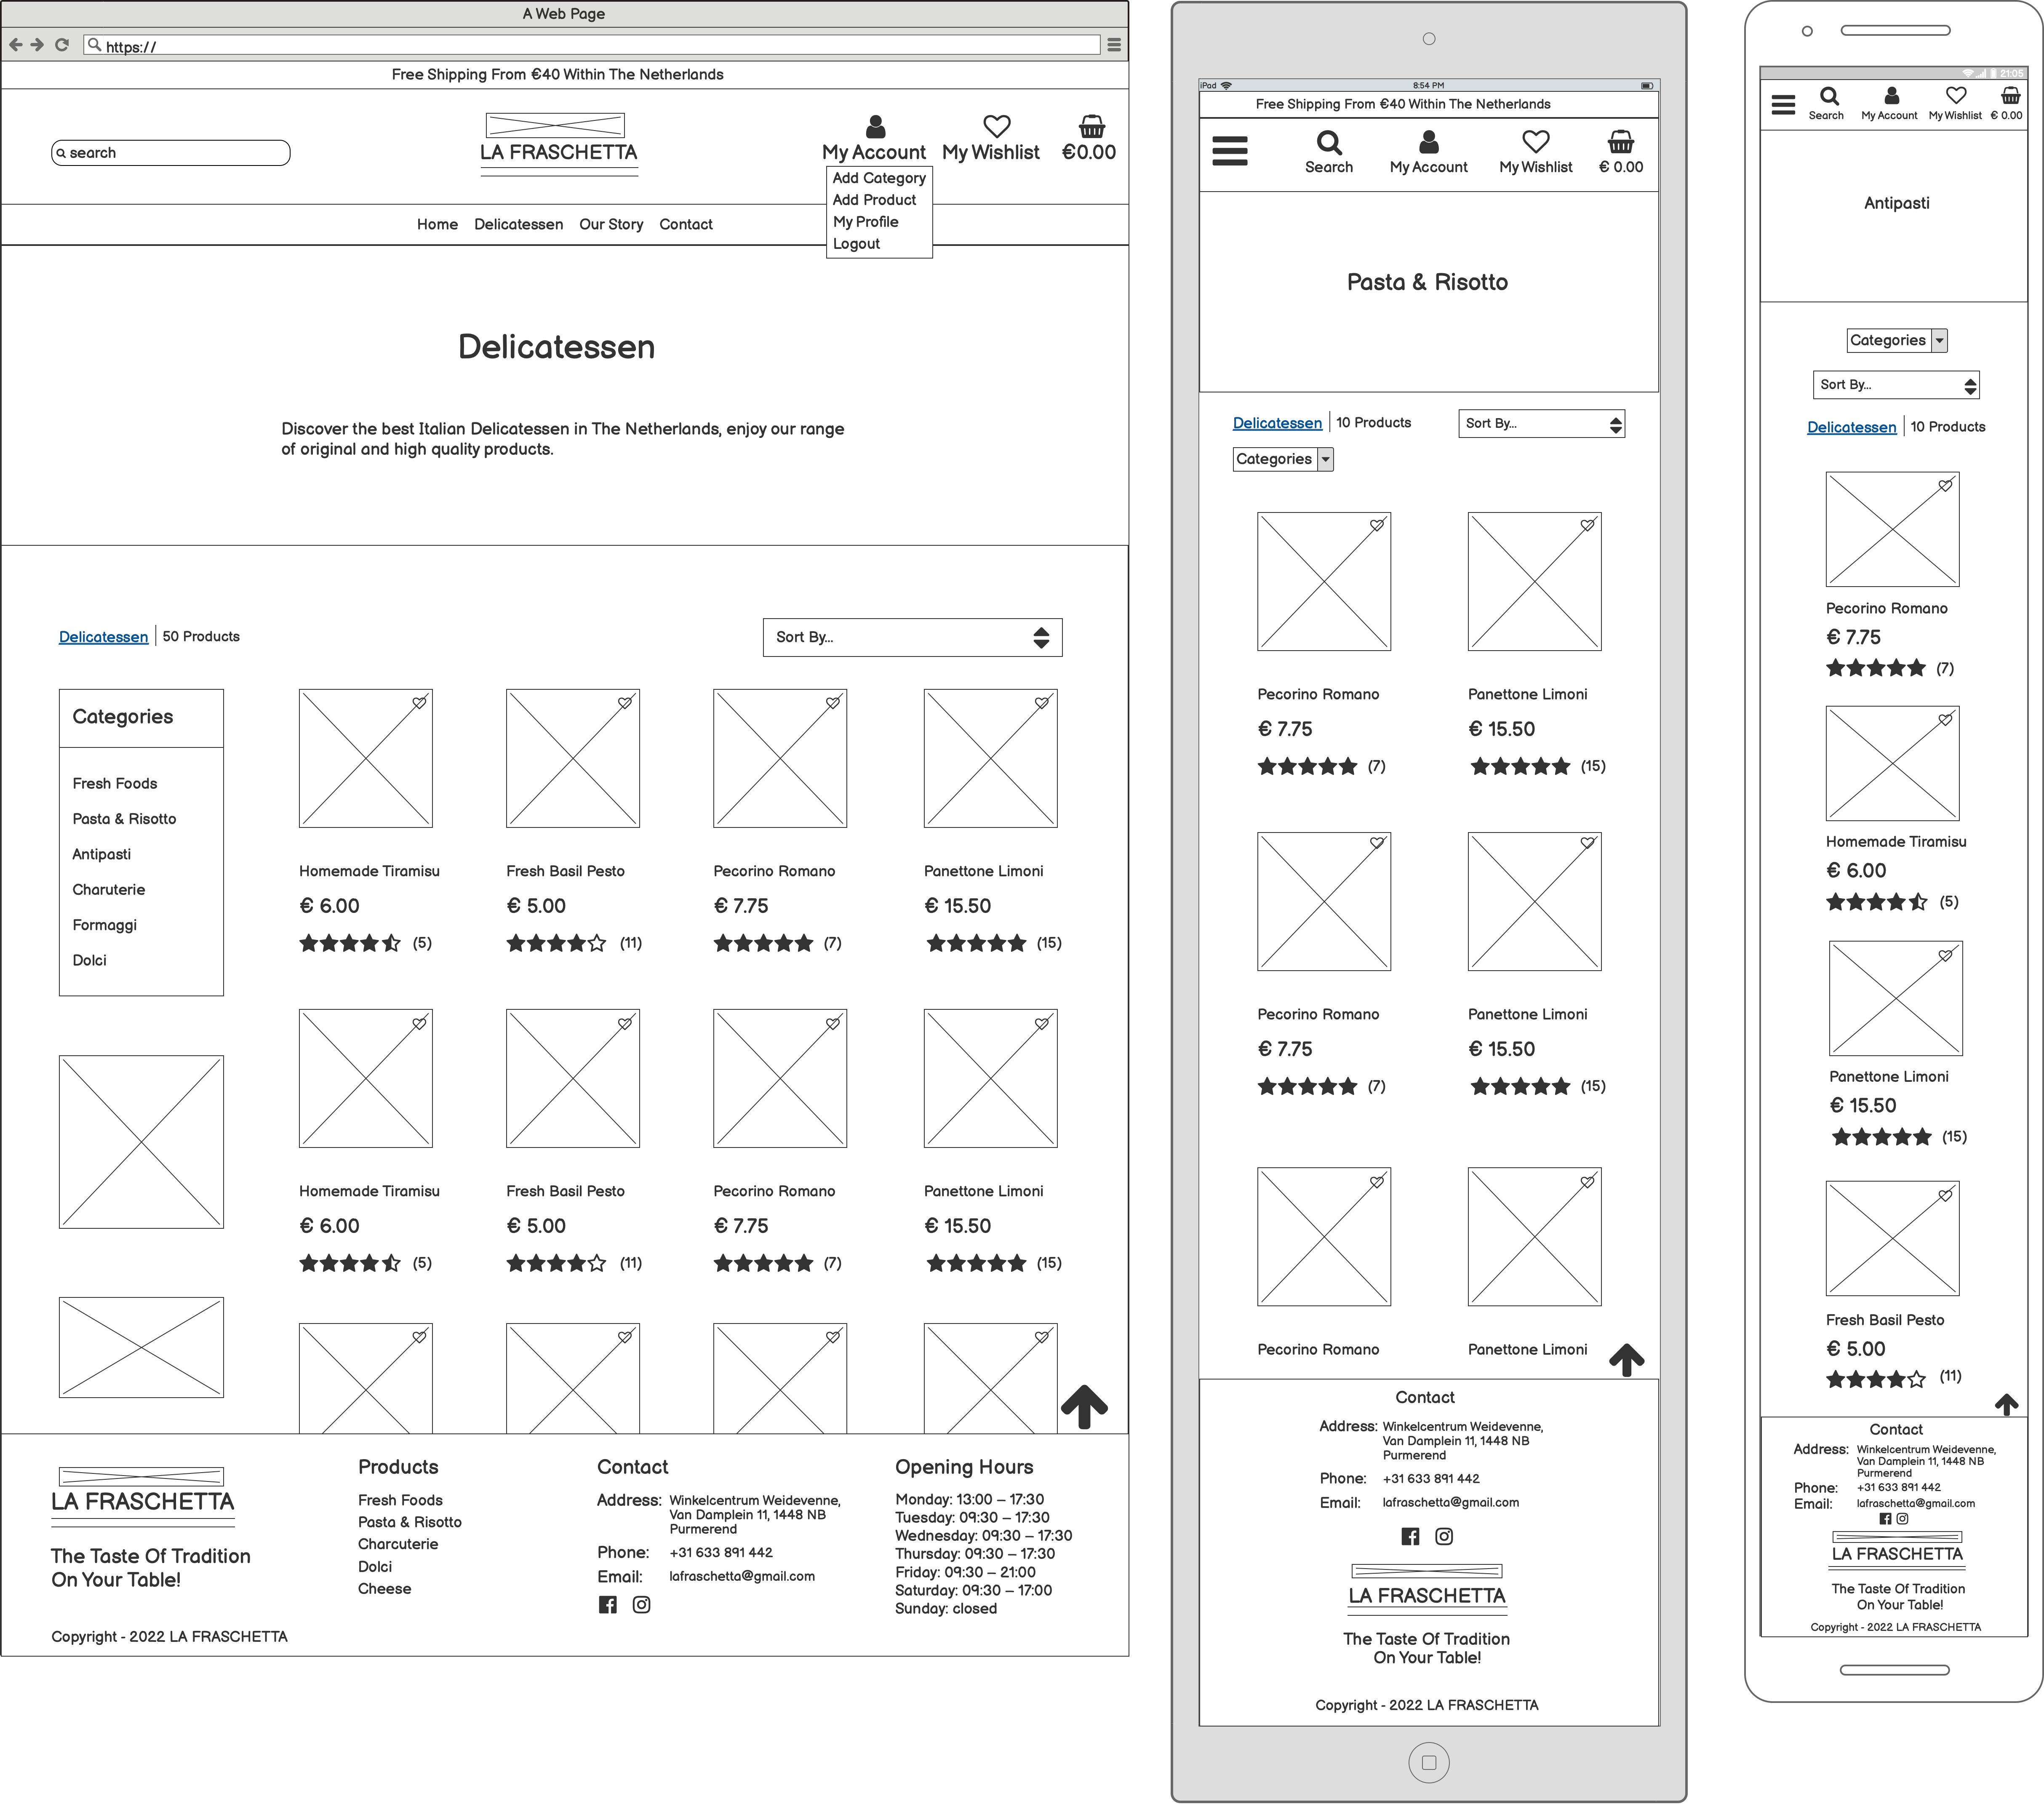 A Web Page
https://
Free Shipping From €40 Within The Netherlands
search
LA FRASCHETTA
My Account
My Wishlist
€0.00
Add Category
Add Product
My Profile
Logout
Home Delicatessen Our Story Contact
Delicatessen
Discover the best Italian Delicatessen in The Netherlands, enjoy our range
of original and high quality products.
Delicatessen 50 Products
Sort By...
Categories
Fresh Foods
Pasta & Risotto
Antipasti
Charuterie
Formaggi
Dolci
Homemade Tiramisu
€ 6.00
(5)
Fresh Basil Pesto
€ 5.00
(11)
Pecorino Romano
€ 7.75
(7)
Panettone Limoni
€ 15.50
(15)
Homemade Tiramisu
€ 6.00
(5)
Fresh Basil Pesto
€ 5.00
(11)
Pecorino Romano
€ 7.75
(7)
Panettone Limoni
€ 15.50
(15)
LA FRASCHETTA
The Taste Of Tradition
On Your Table!
Copyright - 2022 LA FRASCHETTA
Products
Fresh Foods
Pasta & Risotto
Charcuterie
Dolci
Cheese
Contact
Address: Winkelcentrum Weidevenne,
Van Damplein 11, 1448 NB
Purmerend
Phone: +31 633 891 442
Email: lafraschetta@gmail.com
Opening Hours
Monday: 13:00 – 17:30
Tuesday: 09:30 – 17:30
Wednesday: 09:30 – 17:30
Thursday: 09:30 – 17:30
Friday: 09:30 – 21:00
Saturday: 09:30 – 17:00
Sunday: closed
iPad
8:54 PM
Free Shipping From €40 Within The Netherlands
Search
My Account
My Wishlist
€ 0.00
Pasta & Risotto
Delicatessen 10 Products
Sort By...
Categories
Pecorino Romano
€ 7.75
(7)
Panettone Limoni
€ 15.50
(15)
Pecorino Romano
€ 7.75
(7)
Panettone Limoni
€ 15.50
(15)
Pecorino Romano
Panettone Limoni
Contact
Address: Winkelcentrum Weidevenne,
Van Damplein 11, 1448 NB
Purmerend
Phone: +31 633 891 442
Email: lafraschetta@gmail.com
LA FRASCHETTA
The Taste Of Tradition
On Your Table!
Copyright - 2022 LA FRASCHETTA
21:05
Search
My Account
My Wishlist
€ 0.00
Antipasti
Categories
Sort By...
Delicatessen 10 Products
Pecorino Romano
€ 7.75
(7)
Homemade Tiramisu
€ 6.00
(5)
Panettone Limoni
€ 15.50
(15)
Fresh Basil Pesto
€ 5.00
(11)
Contact
Address: Winkelcentrum Weidevenne,
Van Damplein 11, 1448 NB
Purmerend
Phone: +31 633 891 442
Email: lafraschetta@gmail.com
LA FRASCHETTA
The Taste Of Tradition
On Your Table!
Copyright - 2022 LA FRASCHETTA